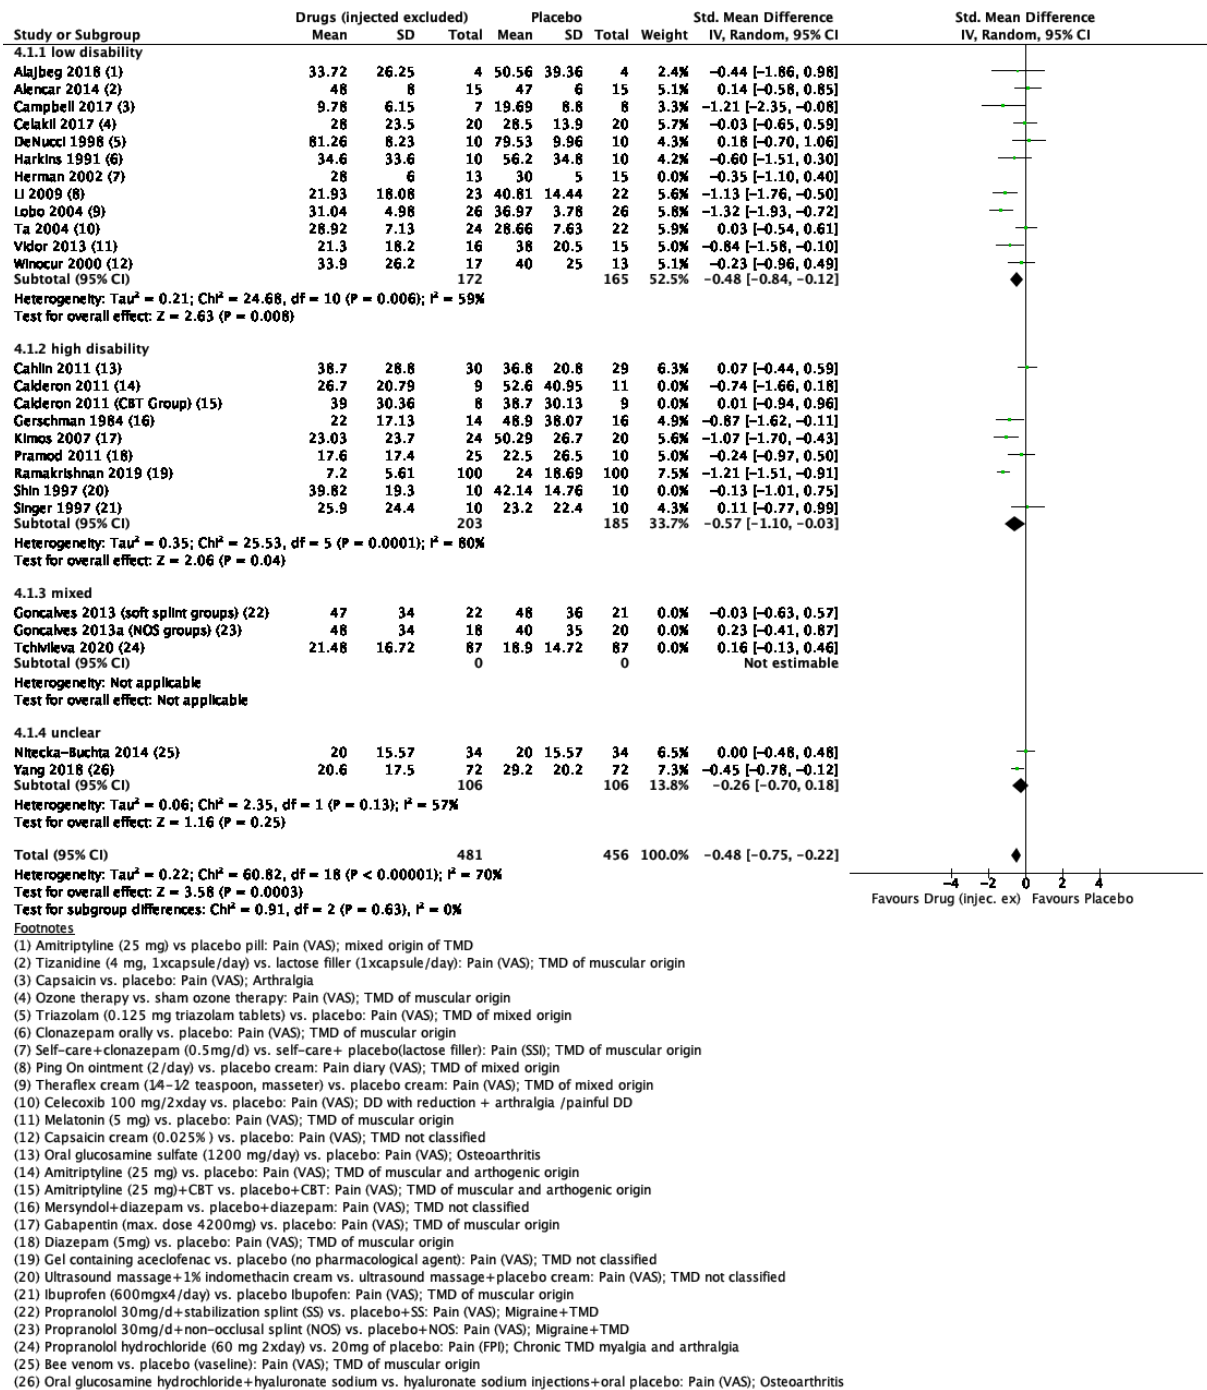 Drugs (injected excluded) Placebo Std. Mean Difference Std. Mean Difference
Study or Subgroup Mean SD Total Mean SD Total Weight IV, Random, 95% CI IV, Random, 95% CI
4.1.1 low disability
Alajbeg 2018 (1) 33.72 26.25 4 50.56 39.36 4 2.4% −0.44 [−1.86, 0.98]
Alencar 2014 (2) 48 8 15 47 6 15 5.1% 0.14 [−0.58, 0.85]
Campbell 2017 (3) 9.78 6.15 7 19.69 8.8 8 3.3% −1.21 [−2.35, −0.08]
Celakil 2017 (4) 28 23.5 20 28.5 13.9 20 5.7% −0.03 [−0.65, 0.59]
DeNucci 1998 (5) 81.26 8.23 10 79.53 9.96 10 4.3% 0.18 [−0.70, 1.06]
Harkins 1991 (6) 34.6 33.6 10 56.2 34.8 10 4.2% −0.60 [−1.51, 0.30]
Herman 2002 (7) 28 6 13 30 5 15 0.0% −0.35 [−1.10, 0.40]
Li 2009 (8) 21.93 18.08 23 40.81 14.44 22 5.6% −1.13 [−1.76, −0.50]
Lobo 2004 (9) 31.04 4.98 26 36.97 3.78 26 5.8% −1.32 [−1.93, −0.72]
Ta 2004 (10) 28.92 7.13 24 28.66 7.63 22 5.9% 0.03 [−0.54, 0.61]
Vidor 2013 (11) 21.3 18.2 16 38 20.5 15 5.0% −0.84 [−1.58, −0.10]
Winocur 2000 (12) 33.9 26.2 17 40 25 13 5.1% −0.23 [−0.96, 0.49]
Subtotal (95% CI) 172 165 52.5% −0.48 [−0.84, −0.12]
Heterogeneity: Tau² = 0.21; Chi² = 24.68, df = 10 (P = 0.006); I² = 59%
Test for overall effect: Z = 2.63 (P = 0.008)
4.1.2 high disability
Cahlin 2011 (13) 38.7 28.8 30 36.8 20.8 29 6.3% 0.07 [−0.44, 0.59]
Calderon 2011 (14) 26.7 20.79 9 52.6 40.95 11 0.0% −0.74 [−1.66, 0.18]
Calderon 2011 (CBT Group) (15) 39 30.36 8 38.7 30.13 9 0.0% 0.01 [−0.94, 0.96]
Gerschman 1984 (16) 22 17.13 14 48.9 38.07 16 4.9% −0.87 [−1.62, −0.11]
Kimos 2007 (17) 23.03 23.7 24 50.29 26.7 20 5.6% −1.07 [−1.70, −0.43]
Pramod 2011 (18) 17.6 17.4 25 22.5 26.5 10 5.0% −0.24 [−0.97, 0.50]
Ramakrishnan 2019 (19) 7.2 5.61 100 24 18.69 100 7.5% −1.21 [−1.51, −0.91]
Shin 1997 (20) 39.82 19.3 10 42.14 14.76 10 0.0% −0.13 [−1.01, 0.75]
Singer 1997 (21) 25.9 24.4 10 23.2 22.4 10 4.3% 0.11 [−0.77, 0.99]
Subtotal (95% CI) 203 185 33.7% −0.57 [−1.10, −0.03]
Heterogeneity: Tau² = 0.35; Chi² = 25.53, df = 5 (P = 0.0001); I² = 80%
Test for overall effect: Z = 2.06 (P = 0.04)
4.1.3 mixed
Goncalves 2013 (soft splint groups) (22) 47 34 22 48 36 21 0.0% −0.03 [−0.63, 0.57]
Goncalves 2013a (NOS groups) (23) 48 34 18 40 35 20 0.0% 0.23 [−0.41, 0.87]
Tchivileva 2020 (24) 21.48 16.72 87 18.9 14.72 87 0.0% 0.16 [−0.13, 0.46]
Subtotal (95% CI) 0 0 Not estimable
Heterogeneity: Not applicable
Test for overall effect: Not applicable
4.1.4 unclear
Nitecka−Buchta 2014 (25) 20 15.57 34 20 15.57 34 6.5% 0.00 [−0.48, 0.48]
Yang 2018 (26) 20.6 17.5 72 29.2 20.2 72 7.3% −0.45 [−0.78, −0.12]
Subtotal (95% CI) 106 106 13.8% −0.26 [−0.70, 0.18]
Heterogeneity: Tau² = 0.06; Chi² = 2.35, df = 1 (P = 0.13); I² = 57%
Test for overall effect: Z = 1.16 (P = 0.25)
Total (95% CI) 481 456 100.0% −0.48 [−0.75, −0.22]
Heterogeneity: Tau² = 0.22; Chi² = 60.82, df = 18 (P < 0.00001); I² = 70%
Test for overall effect: Z = 3.58 (P = 0.0003)
Test for subgroup differences: Chi² = 0.91, df = 2 (P = 0.63), I² = 0%
−4 −2 0 2 4
Favours Drug (injec. ex) Favours Placebo
Footnotes
(1) Amitriptyline (25 mg) vs placebo pill: Pain (VAS); mixed origin of TMD
(2) Tizanidine (4 mg, 1xcapsule/day) vs. lactose filler (1xcapsule/day): Pain (VAS); TMD of muscular origin
(3) Capsaicin vs. placebo: Pain (VAS); Arthralgia
(4) Ozone therapy vs. sham ozone therapy: Pain (VAS); TMD of muscular origin
(5) Triazolam (0.125 mg triazolam tablets) vs. placebo: Pain (VAS); TMD of mixed origin
(6) Clonazepam orally vs. placebo: Pain (VAS); TMD of muscular origin
(7) Self−care+clonazepam (0.5mg/d) vs. self−care+ placebo(lactose filler): Pain (SSI); TMD of muscular origin
(8) Ping On ointment (2/day) vs. placebo cream: Pain diary (VAS); TMD of mixed origin
(9) Theraflex cream (1⁄4−1⁄2 teaspoon, masseter) vs. placebo cream: Pain (VAS); TMD of mixed origin
(10) Celecoxib 100 mg/2xday vs. placebo: Pain (VAS); DD with reduction + arthralgia /painful DD
(11) Melatonin (5 mg) vs. placebo: Pain (VAS); TMD of muscular origin
(12) Capsaicin cream (0.025% ) vs. placebo: Pain (VAS); TMD not classified
(13) Oral glucosamine sulfate (1200 mg/day) vs. placebo: Pain (VAS); Osteoarthritis
(14) Amitriptyline (25 mg) vs. placebo: Pain (VAS); TMD of muscular and arthogenic origin
(15) Amitriptyline (25 mg)+CBT vs. placebo+CBT: Pain (VAS); TMD of muscular and arthogenic origin
(16) Mersyndol+diazepam vs. placebo+diazepam: Pain (VAS); TMD not classified
(17) Gabapentin (max. dose 4200mg) vs. placebo: Pain (VAS); TMD of muscular origin
(18) Diazepam (5mg) vs. placebo: Pain (VAS); TMD of muscular origin
(19) Gel containing aceclofenac vs. placebo (no pharmacological agent): Pain (VAS); TMD not classified
(20) Ultrasound massage+1% indomethacin cream vs. ultrasound massage+placebo cream: Pain (VAS); TMD not classified
(21) Ibuprofen (600mgx4/day) vs. placebo Ibupofen: Pain (VAS); TMD of muscular origin
(22) Propranolol 30mg/d+stabilization splint (SS) vs. placebo+SS: Pain (VAS); Migraine+TMD
(23) Propranolol 30mg/d+non−occlusal splint (NOS) vs. placebo+NOS: Pain (VAS); Migraine+TMD
(24) Propranolol hydrochloride (60 mg 2xday) vs. 20mg of placebo: Pain (FPI); Chronic TMD myalgia and arthralgia
(25) Bee venom vs. placebo (vaseline): Pain (VAS); TMD of muscular origin
(26) Oral glucosamine hydrochloride+hyaluronate sodium vs. hyaluronate sodium injections+oral placebo: Pain (VAS); Osteoarthritis